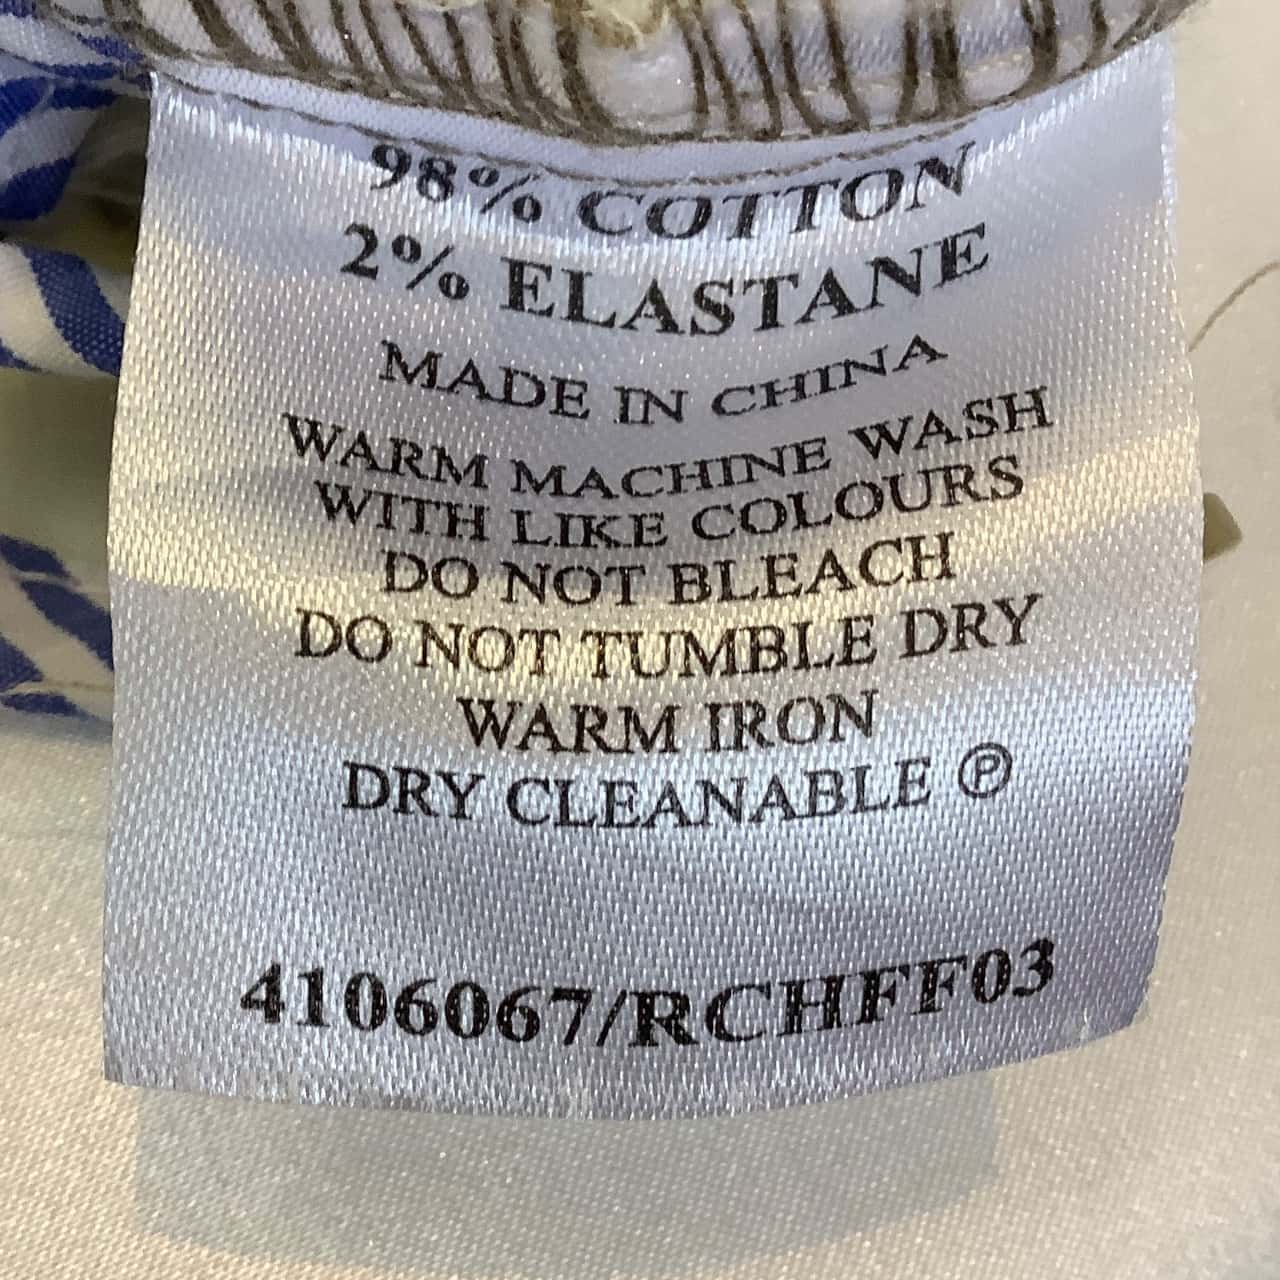 98% COTTON
2% ELASTANE
MADE IN CHINA
WARM MACHINE WASH
WITH LIKE COLOURS
DO NOT BLEACH
DO NOT TUMBLE DRY
WARM IRON
DRY CLEANABLE Ⓟ
4106067/RCHFF03